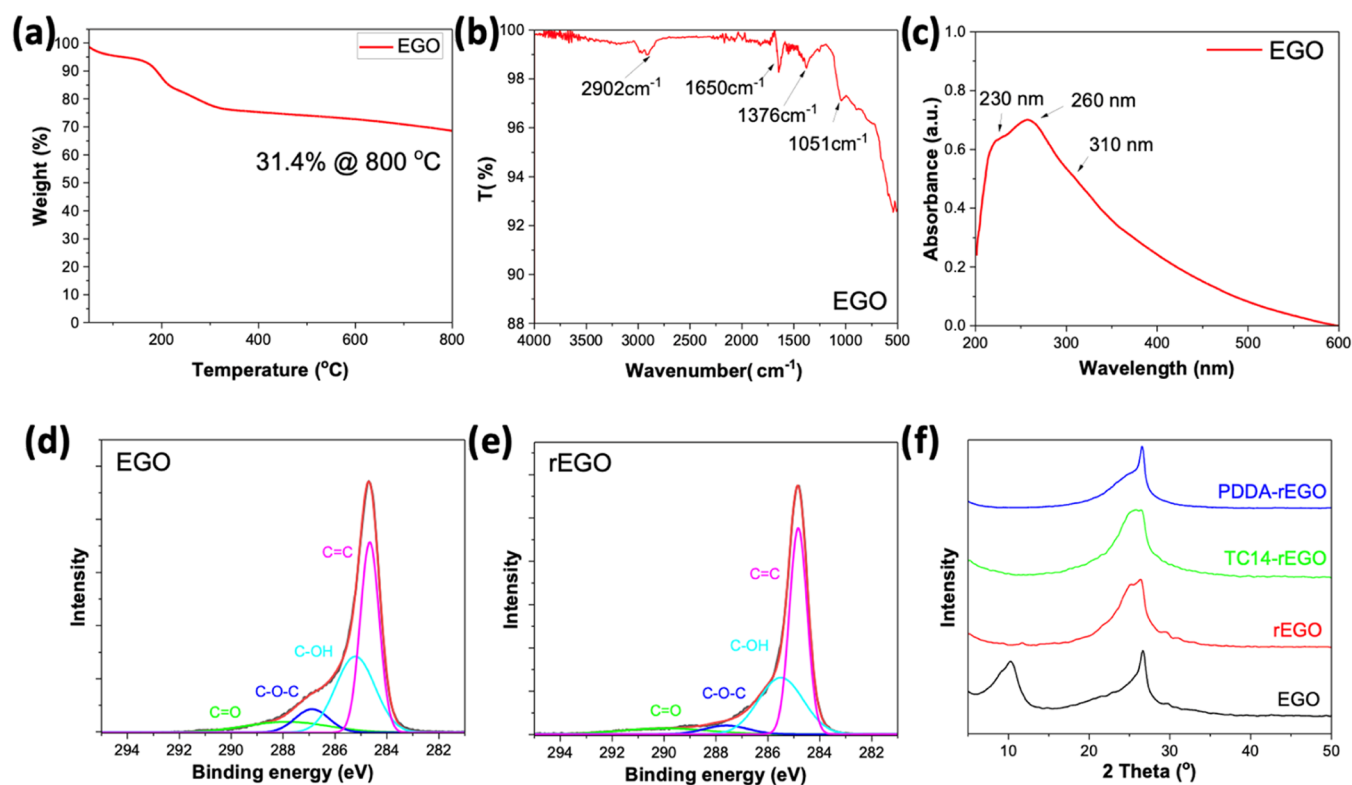 (a)
EGO
31.4% @ 800 °C
100
90
80
70
60
50
40
30
20
10
0
Weight (%)
200
400
600
800
Temperature (°C)
(b)
2902cm-1
1650cm-1
1376cm-1
1051cm-1
EGO
100
98
96
94
92
90
88
T( %)
4000
3500
3000
2500
2000
1500
1000
500
Wavenumber( cm-1)
(c)
EGO
230 nm
260 nm
310 nm
1.0
0.8
0.6
0.4
0.2
0.0
Absorbance (a.u.)
200
300
400
500
600
Wavelength (nm)
(d)
EGO
C=C
C-OH
C-O-C
C=O
Intensity
294
292
290
288
286
284
282
Binding energy (eV)
(e)
rEGO
C=C
C-OH
C-O-C
C=O
Intensity
294
292
290
288
286
284
282
Binding energy (eV)
(f)
PDDA-rEGO
TC14-rEGO
rEGO
EGO
Intensity
10
20
30
40
50
2 Theta (°)